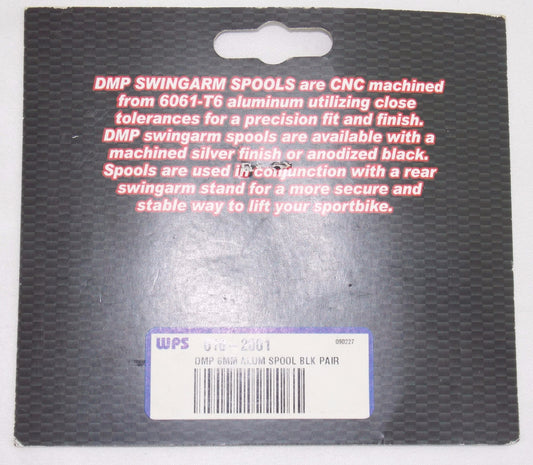 DMP SWINGARM SPOOLS are CNC machined
from 6061-T6 aluminum utilizing close
tolerances for a precision fit and finish.
DMP swingarm spools are available with a
machined silver finish or anodized black.
Spools are used in conjunction with a rear
swingarm stand for a more secure and
stable way to lift your sportbike.
WPS 016-2001 090227
DMP 6MM ALUM SPOOL BLK PAIR